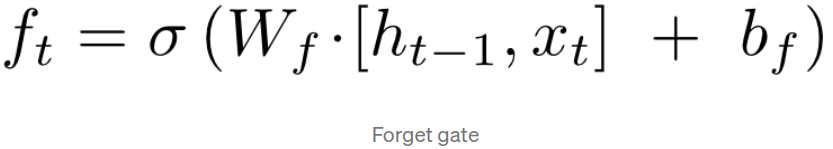 f_t = σ (W_f · [h_{t−1}, x_t] + b_f)
Forget gate